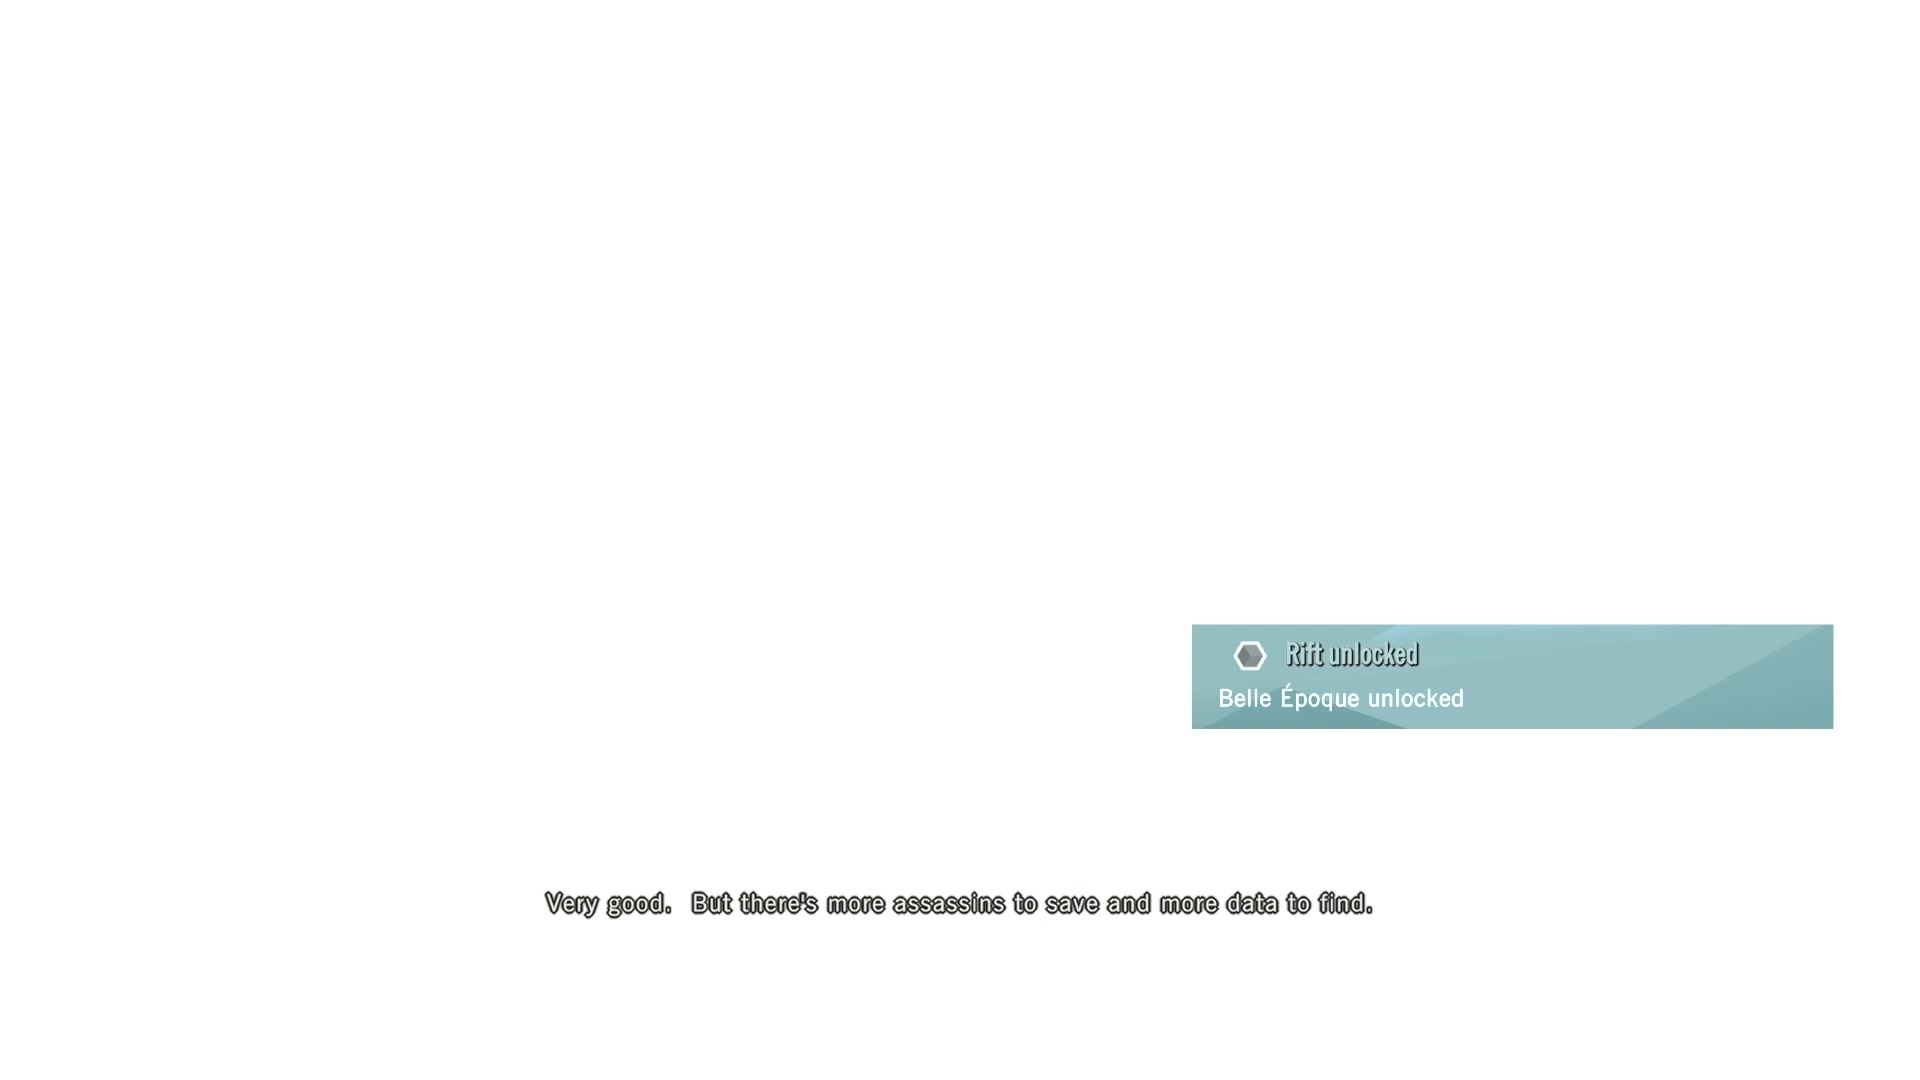 Rift unlocked
Belle Époque unlocked
Very good. But there's more assassins to save and more data to find.